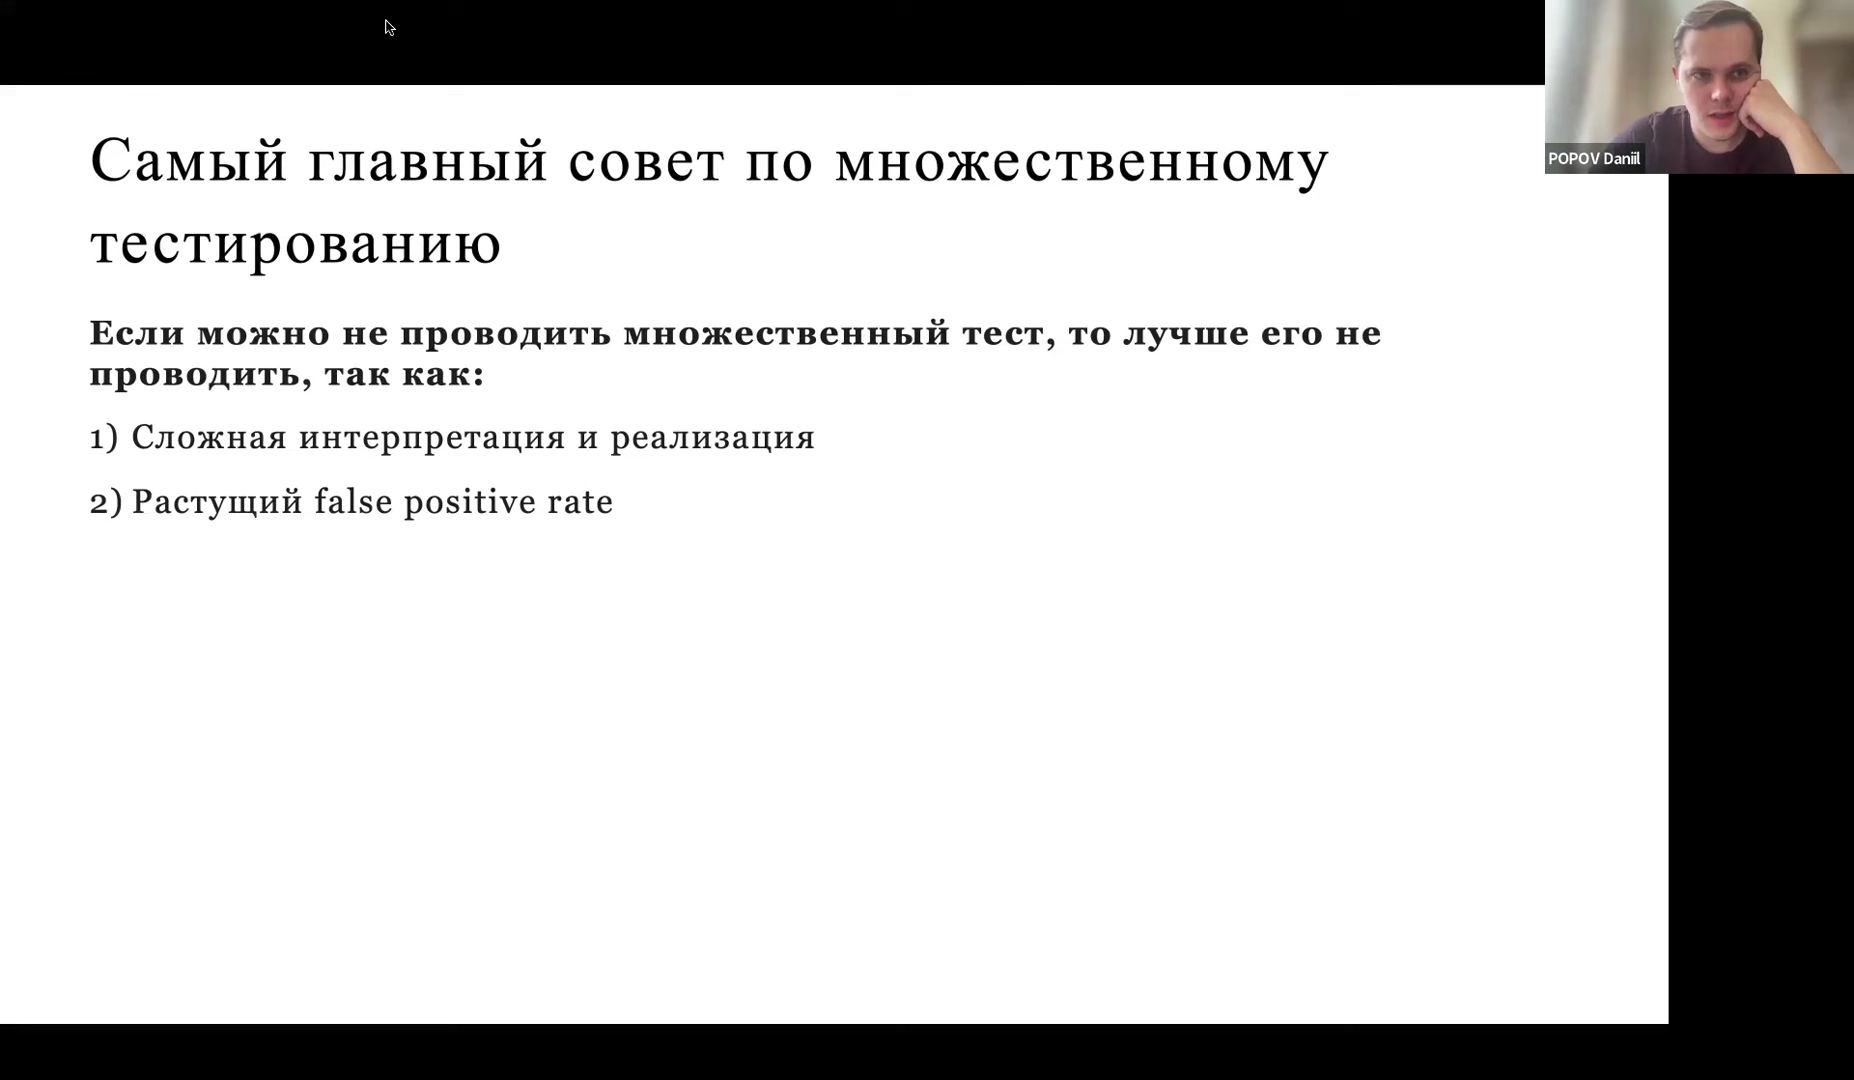 Самый главный совет по множественному
тестированию
Если можно не проводить множественный тест, то лучше его не
проводить, так как:
1) Сложная интерпретация и реализация
2) Растущий false positive rate
POPOV Daniil